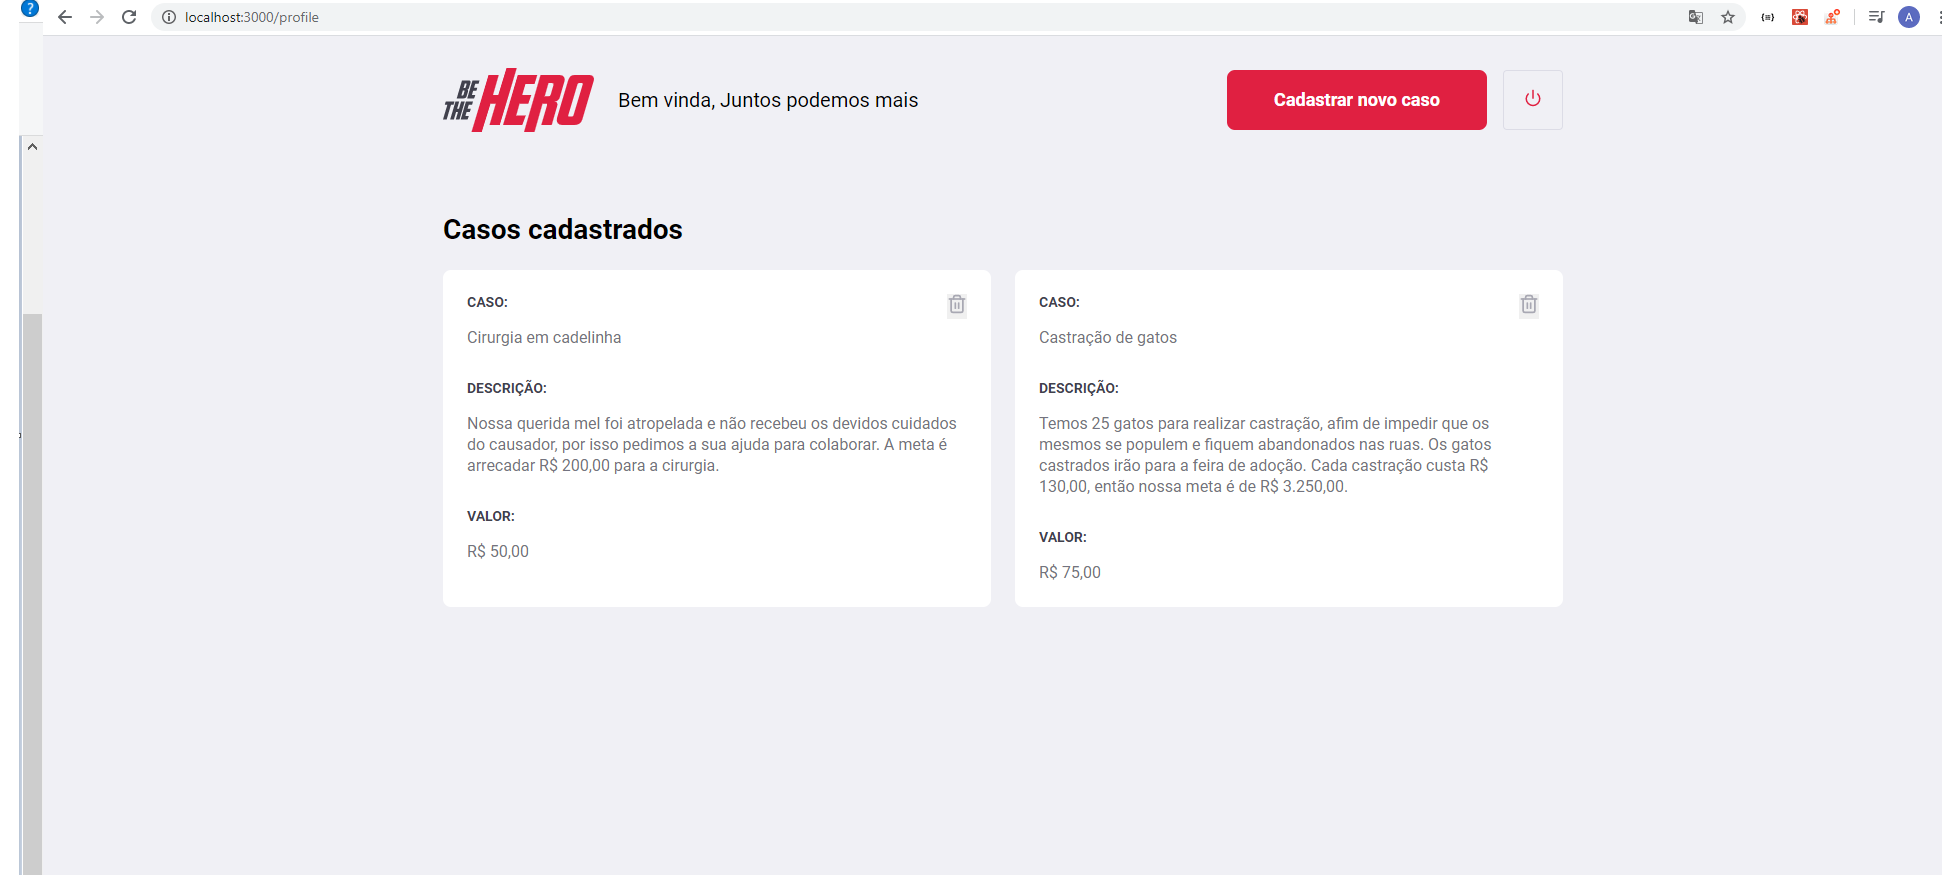 localhost:3000/profile
A
BE THE HERO
Bem vinda, Juntos podemos mais
Cadastrar novo caso
Casos cadastrados
CASO:
Cirurgia em cadelinha
DESCRIÇÃO:
Nossa querida mel foi atropelada e não recebeu os devidos cuidados
do causador, por isso pedimos a sua ajuda para colaborar. A meta é
arrecadar R$ 200,00 para a cirurgia.
VALOR:
R$ 50,00
CASO:
Castração de gatos
DESCRIÇÃO:
Temos 25 gatos para realizar castração, afim de impedir que os
mesmos se populem e fiquem abandonados nas ruas. Os gatos
castrados irão para a feira de adoção. Cada castração custa R$
130,00, então nossa meta é de R$ 3.250,00.
VALOR:
R$ 75,00